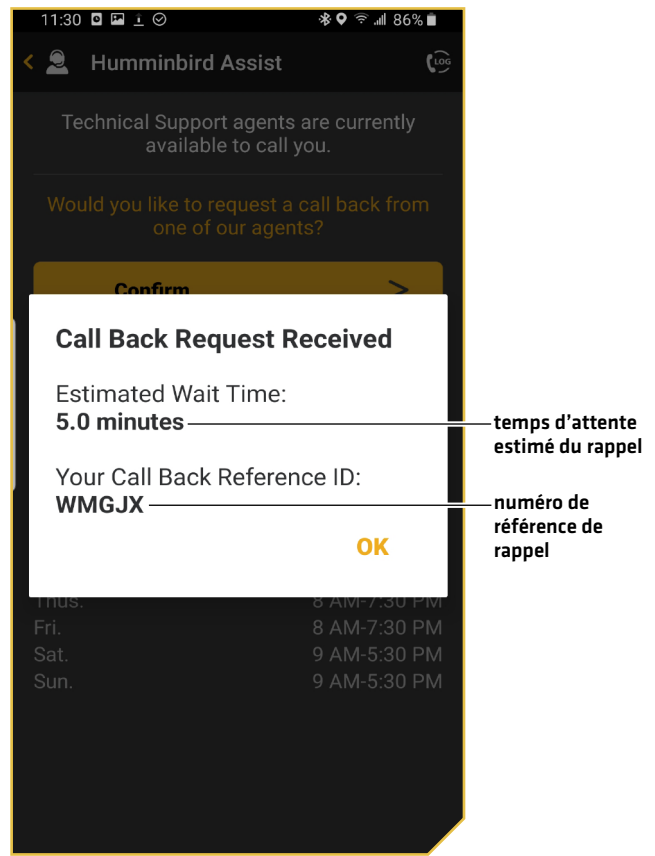 11:30 86%
Humminbird Assist
LOG
Technical Support agents are currently
available to call you.
Would you like to request a call back from
one of our agents?
Confirm >
Call Back Request Received
Estimated Wait Time:
5.0 minutes
temps d’attente
estimé du rappel
Your Call Back Reference ID:
WMGJX
numéro de
référence de
rappel
OK
Thus. 8 AM-7:30 PM
Fri. 8 AM-7:30 PM
Sat. 9 AM-5:30 PM
Sun. 9 AM-5:30 PM